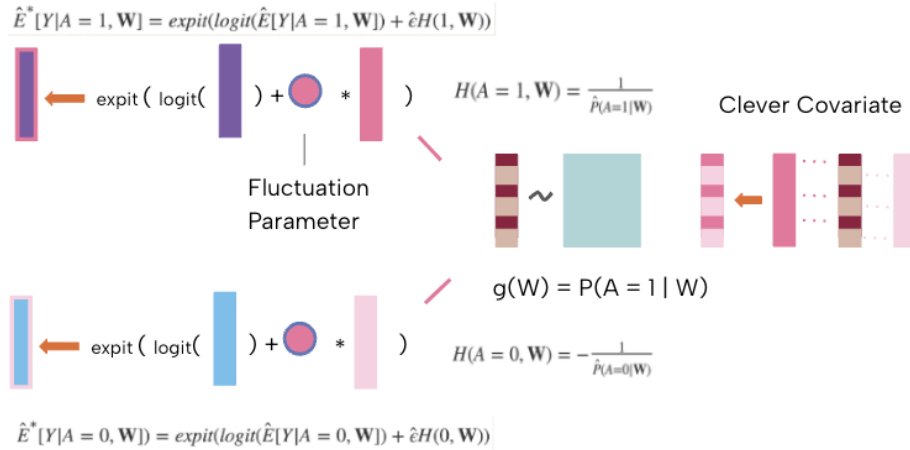 Ê*[Y|A = 1, W] = expit(logit(Ê[Y|A = 1, W]) + ε̂H(1, W))
expit ( logit( ) + * )
H(A = 1, W) = 1 / P̂(A=1|W)
Clever Covariate
Fluctuation
Parameter
~
g(W) = P(A = 1 | W)
expit ( logit( ) + * )
H(A = 0, W) = − 1 / P̂(A=0|W)
Ê*[Y|A = 0, W]) = expit(logit(Ê[Y|A = 0, W]) + ε̂H(0, W))